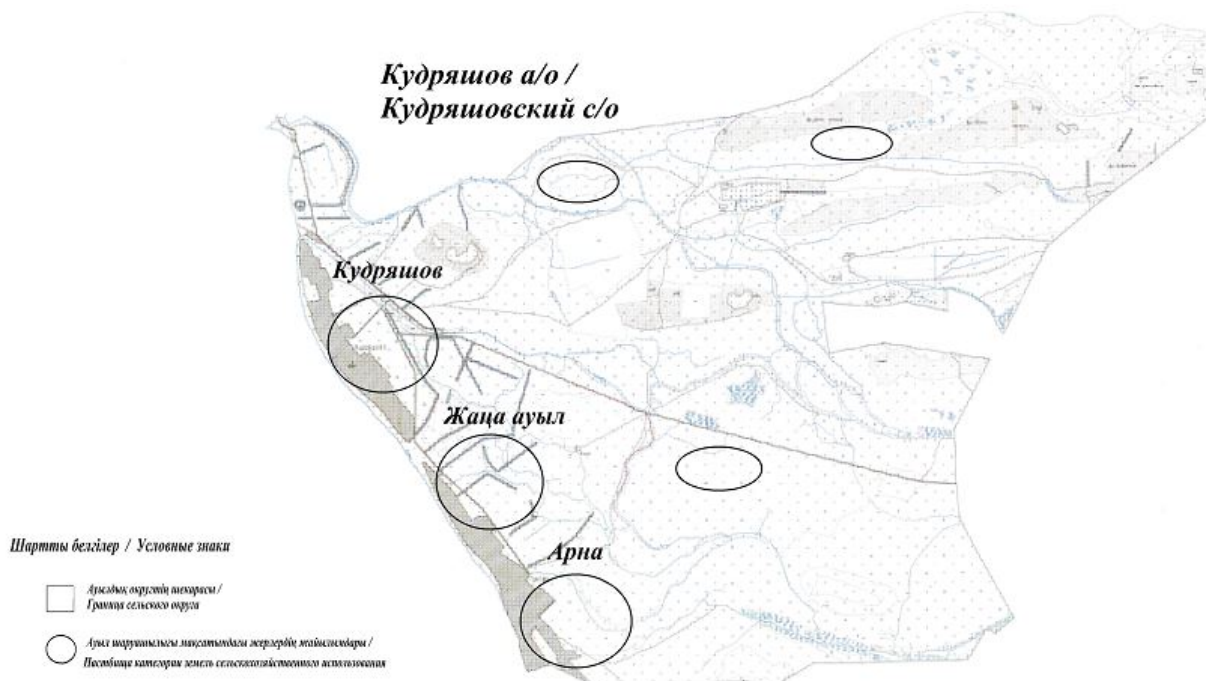 Кудряшов а/о /
Кудряшовский с/о
Кудряшов
Жаңа ауыл
Арна
Шартты белгілер / Условные знаки
Ауылдық округтің шекарасы /
Граница сельского округа
Ауыл шаруашылығы мақсатындағы жерлердің жайылымдары /
Пастбища категории земель сельскохозяйственного использования